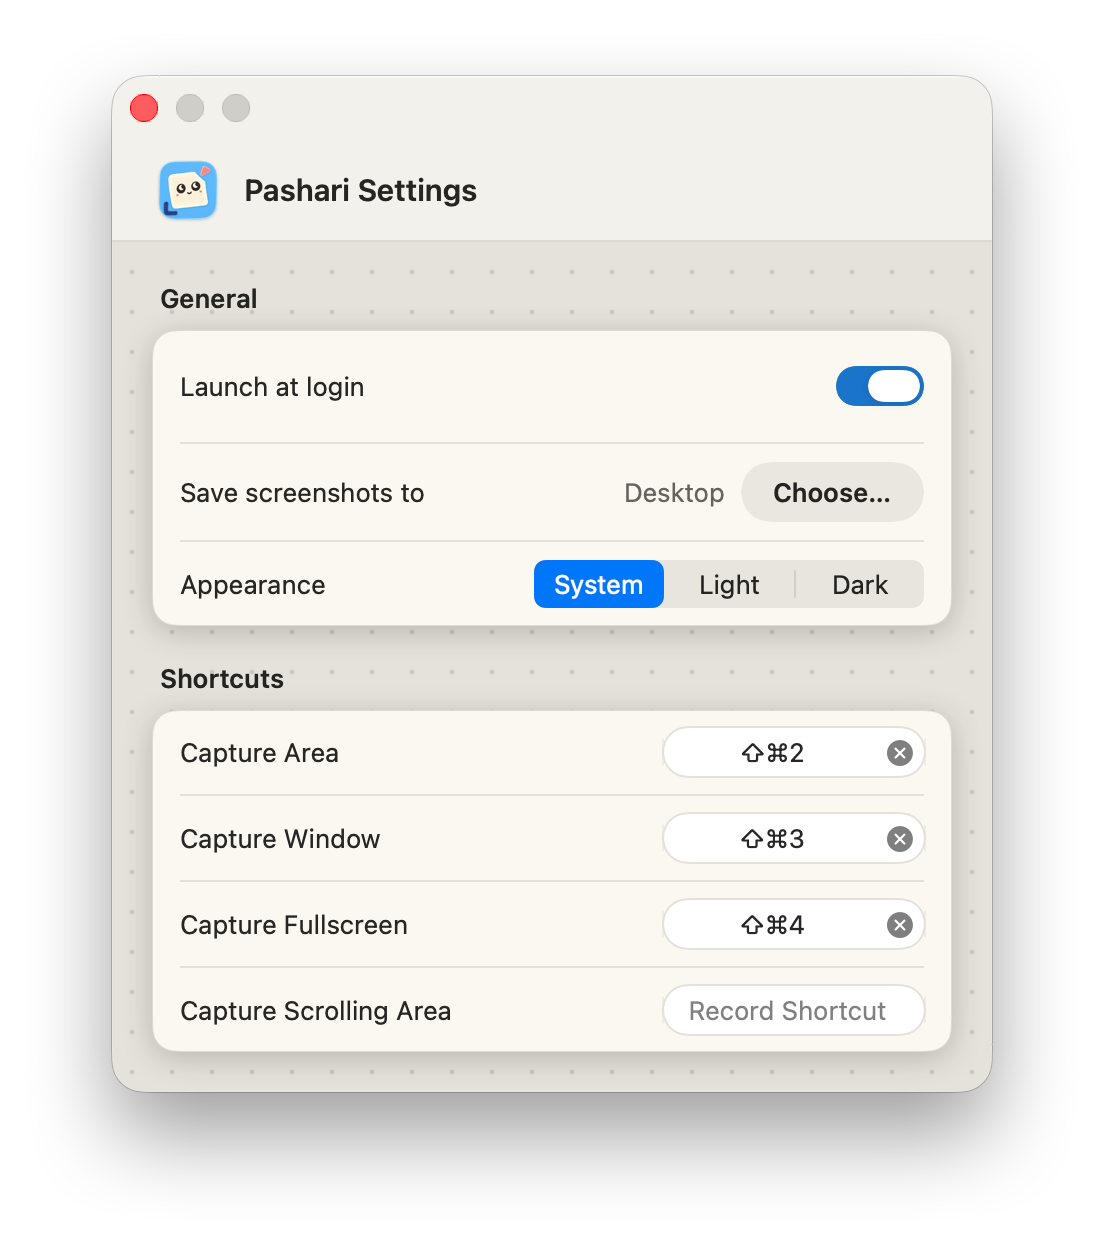 Pashari Settings
General
Launch at login
Save screenshots to Desktop Choose...
Appearance System Light Dark
Shortcuts
Capture Area ⇧⌘2
Capture Window ⇧⌘3
Capture Fullscreen ⇧⌘4
Capture Scrolling Area Record Shortcut